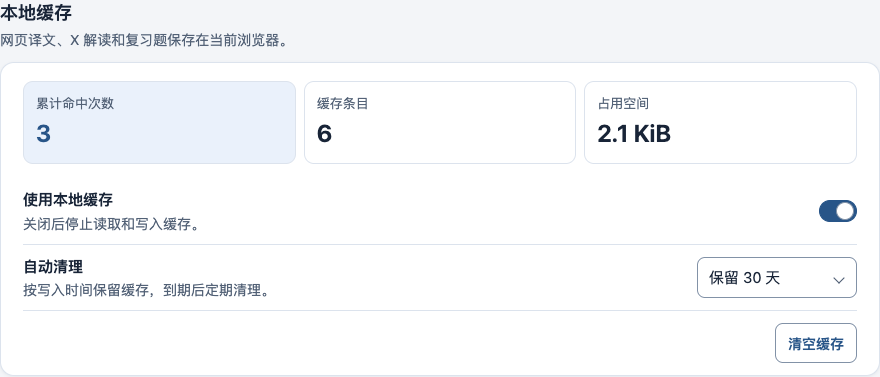 本地缓存
网页译文、X 解读和复习题保存在当前浏览器。
累计命中次数
3
缓存条目
6
占用空间
2.1 KiB
使用本地缓存
关闭后停止读取和写入缓存。
自动清理
按写入时间保留缓存，到期后定期清理。
保留 30 天
清空缓存